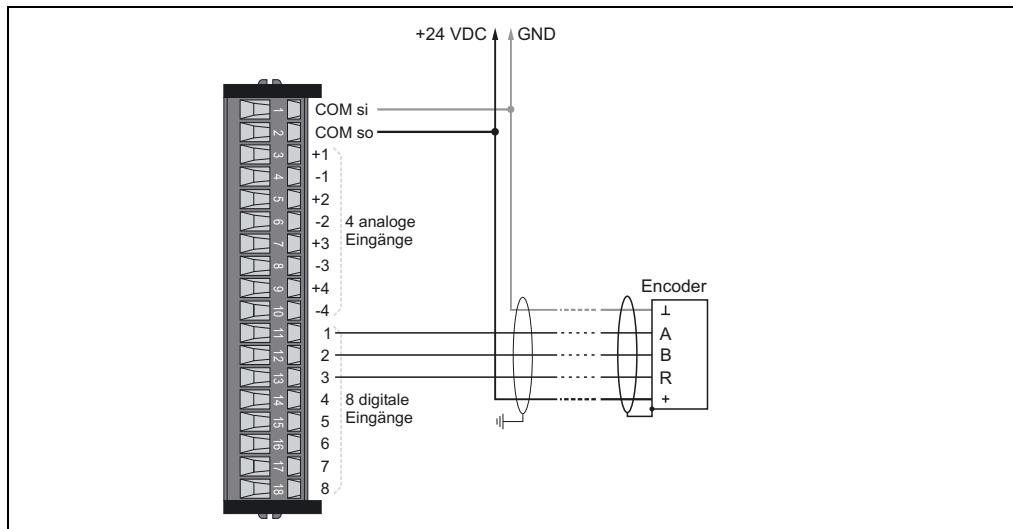 +24 VDC GND
1 COM si
2 COM so
3 +1
4 -1
5 +2
6 -2
7 +3
8 -3
9 +4
10 -4
4 analoge
Eingänge
11 1
12 2
13 3
14 4
15 5
16 6
17 7
18 8
8 digitale
Eingänge
Encoder
⊥
A
B
R
+